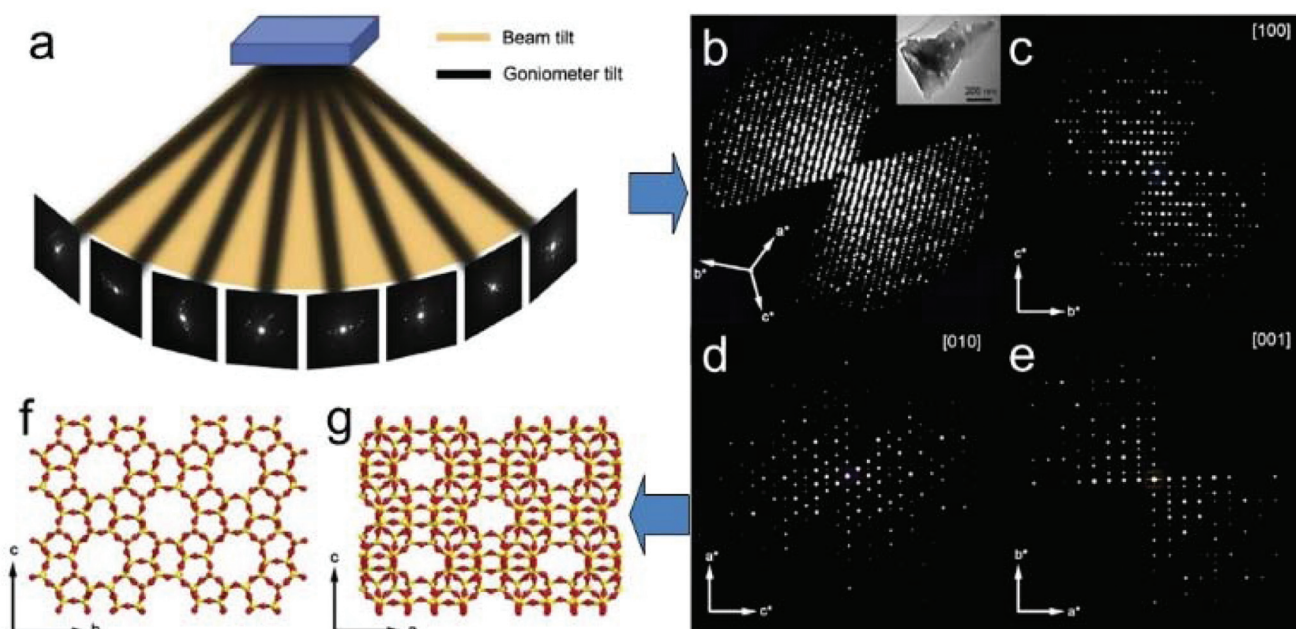 a
Beam tilt
Goniometer tilt
b
200 nm
a*
b*
c*
c
[100]
c*
b*
d
[010]
a*
c*
e
[001]
b*
a*
f
c
b
g
c